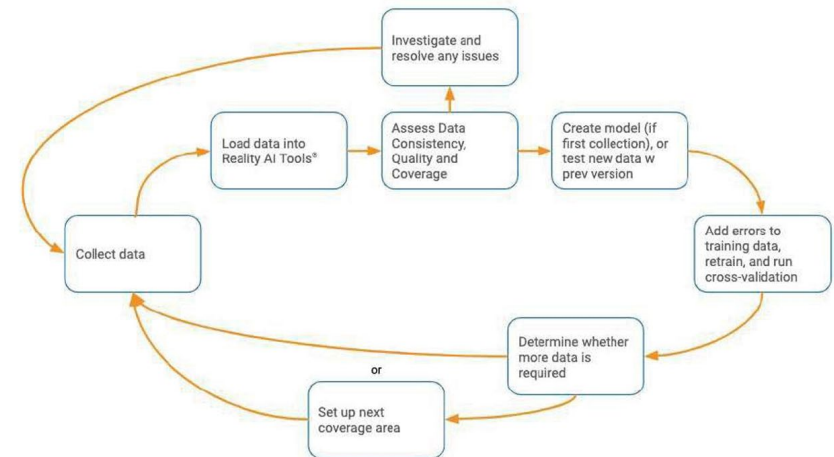 Investigate and
resolve any issues
Load data into
Reality AI Tools®
Assess Data
Consistency,
Quality and
Coverage
Create model (if
first collection), or
test new data w
prev version
Collect data
Add errors to
training data,
retrain, and run
cross-validation
Determine whether
more data is
required
or
Set up next
coverage area